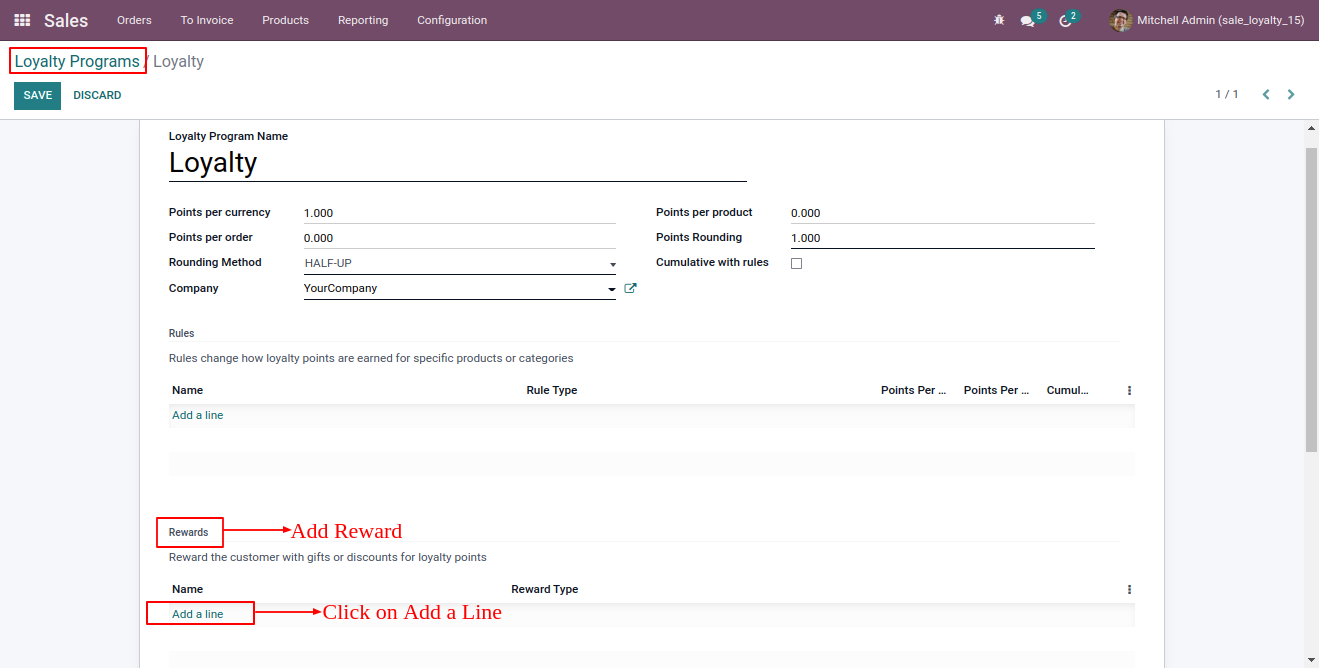 Sales Orders To Invoice Products Reporting Configuration 5 2 Mitchell Admin (sale_loyalty_15)
Loyalty Programs / Loyalty
SAVE DISCARD 1 / 1
Loyalty Program Name
Loyalty
Points per currency 1.000 Points per product 0.000
Points per order 0.000 Points Rounding 1.000
Rounding Method HALF-UP Cumulative with rules
Company YourCompany
Rules
Rules change how loyalty points are earned for specific products or categories
Name Rule Type Points Per ... Points Per ... Cumul...
Add a line
Rewards Add Reward
Reward the customer with gifts or discounts for loyalty points
Name Reward Type
Add a line Click on Add a Line